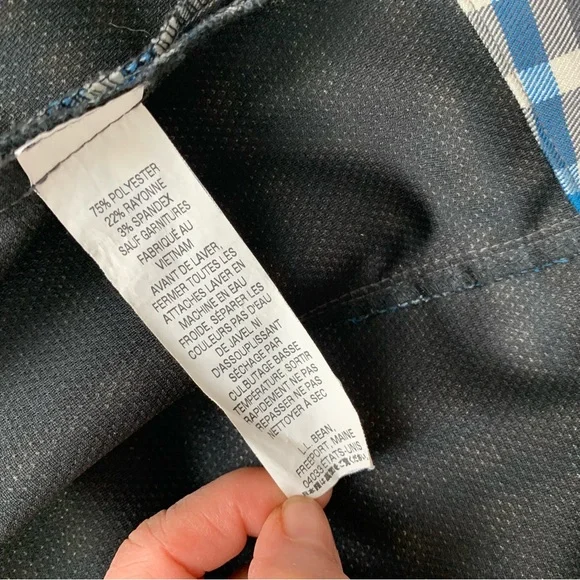 75% POLYESTER
22% RAYONNE
3% SPANDEX
SAUF GARNITURES
FABRIQUÉ AU
VIETNAM
AVANT DE LAVER,
FERMER TOUTES LES
ATTACHES LAVER EN
MACHINE EN EAU
FROIDE, SÉPARER LES
COULEURS PAS D'EAU
DE JAVEL NI
D'ASSOUPLISSANT
SÉCHAGE PAR
CULBUTAGE BASSE
TEMPÉRATURE, SORTIR
RAPIDEMENT NE PAS
REPASSER NE PAS
NETTOYER À SEC
L.L. BEAN,
FREEPORT, MAINE
04033 ÉTATS-UNIS